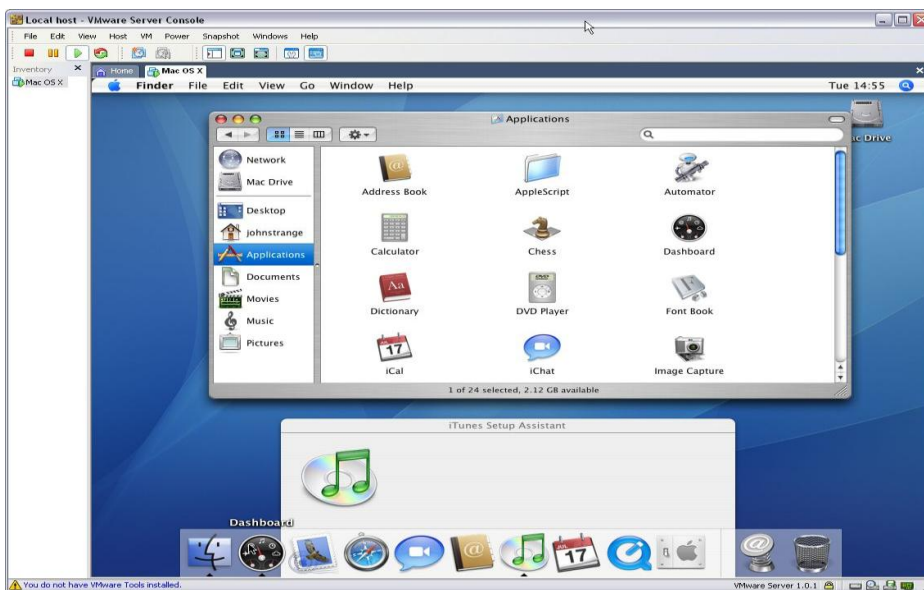 Local host - VMware Server Console
File Edit View Host VM Power Snapshot Windows Help
Inventory
Home Mac OS X
Mac OS X
Finder File Edit View Go Window Help Tue 14:55
Applications
Network
Mac Drive
Desktop
johnstrange
Applications
Documents
Movies
Music
Pictures
Address Book AppleScript Automator
Calculator Chess Dashboard
Aa
DVD
Dictionary DVD Player Font Book
17
iCal iChat Image Capture
1 of 24 selected, 2.12 GB available
iTunes Setup Assistant
Dashboard
17
You do not have VMware Tools installed. VMware Server 1.0.1